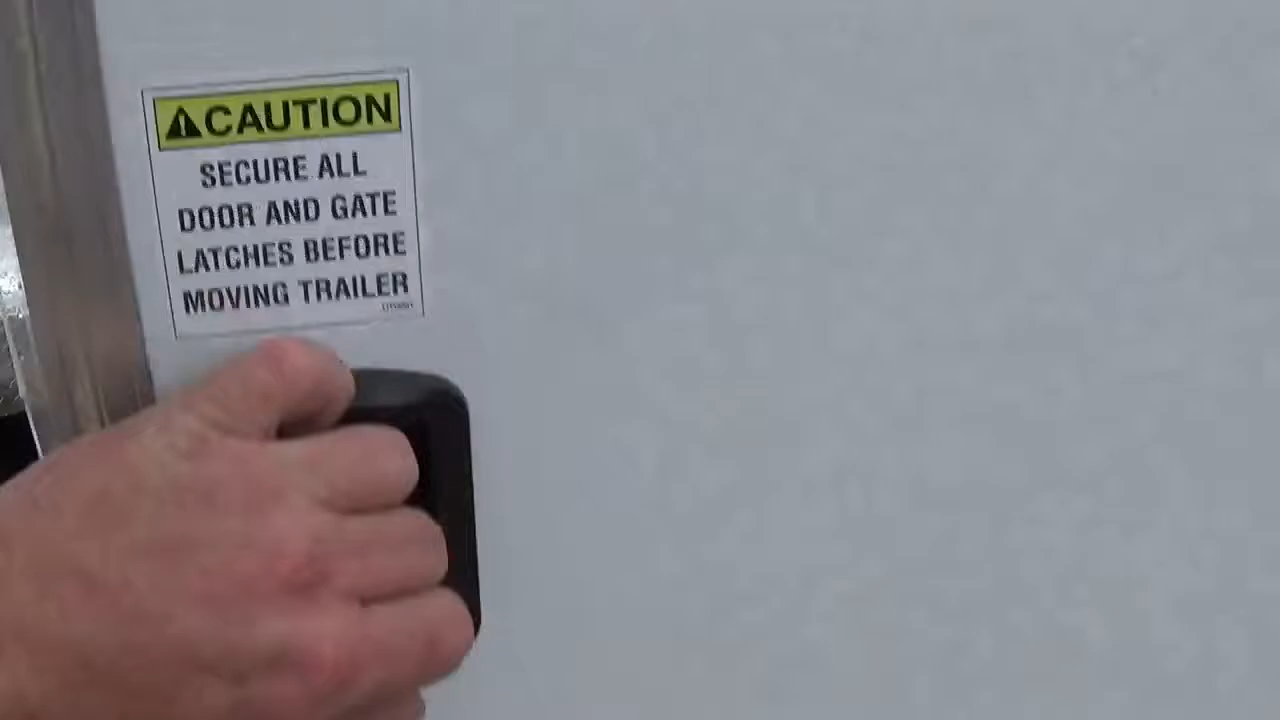 CAUTION
SECURE ALL
DOOR AND GATE
LATCHES BEFORE
MOVING TRAILER